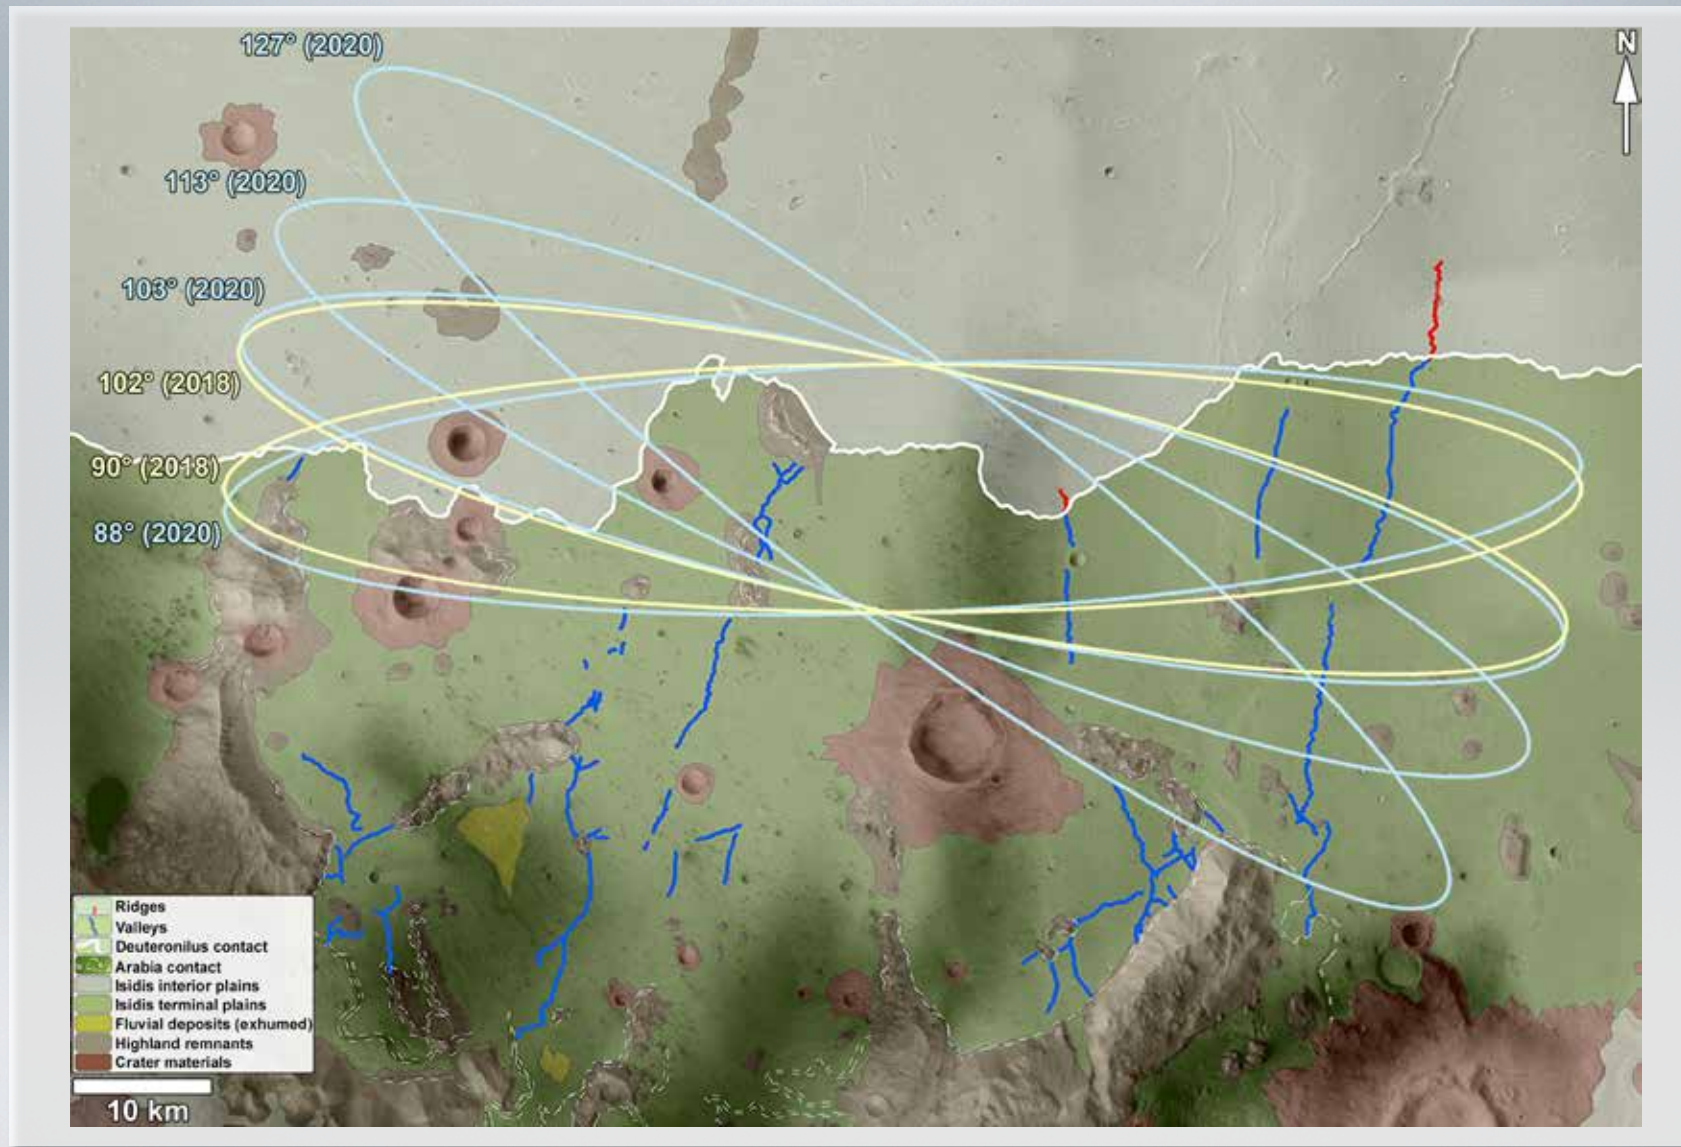 127° (2020)
N
113° (2020)
103° (2020)
102° (2018)
90° (2018)
88° (2020)
Ridges
Valleys
Deuteronilus contact
Arabia contact
Isidis interior plains
Isidis terminal plains
Fluvial deposits (exhumed)
Highland remnants
Crater materials
10 km